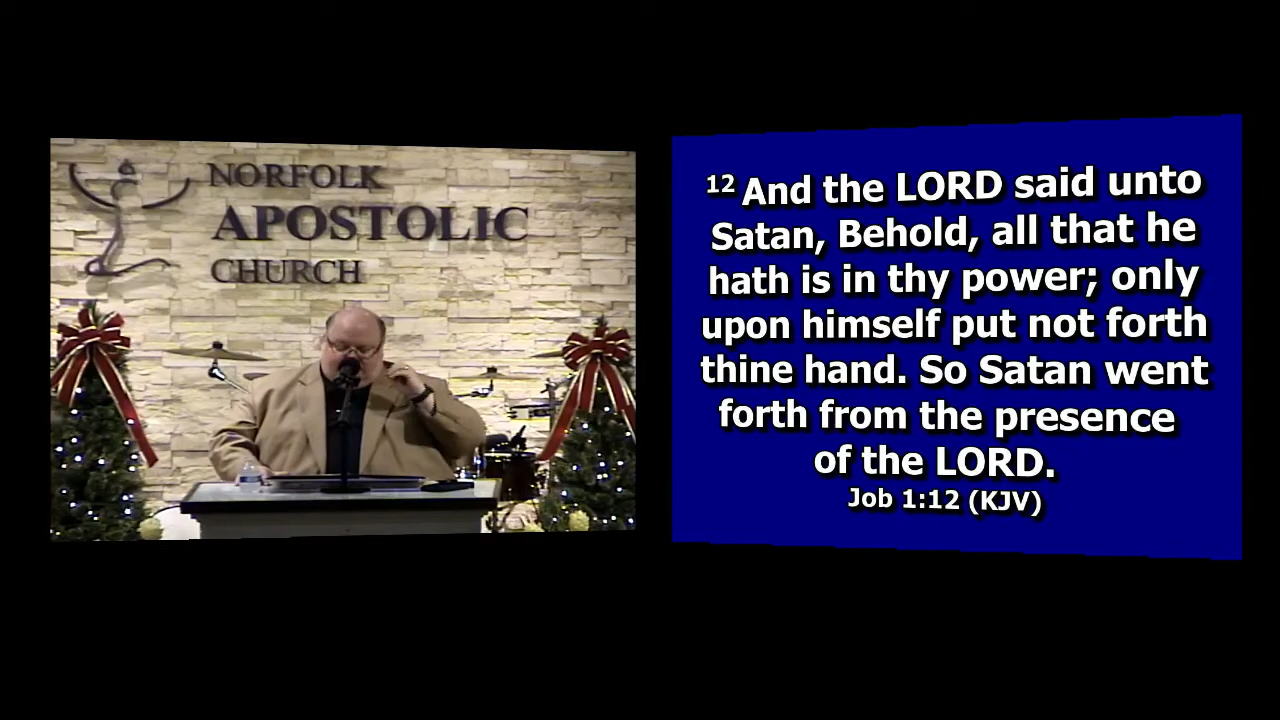 NORFOLK
APOSTOLIC
CHURCH
12 And the LORD said unto
Satan, Behold, all that he
hath is in thy power; only
upon himself put not forth
thine hand. So Satan went
forth from the presence
of the LORD.
Job 1:12 (KJV)